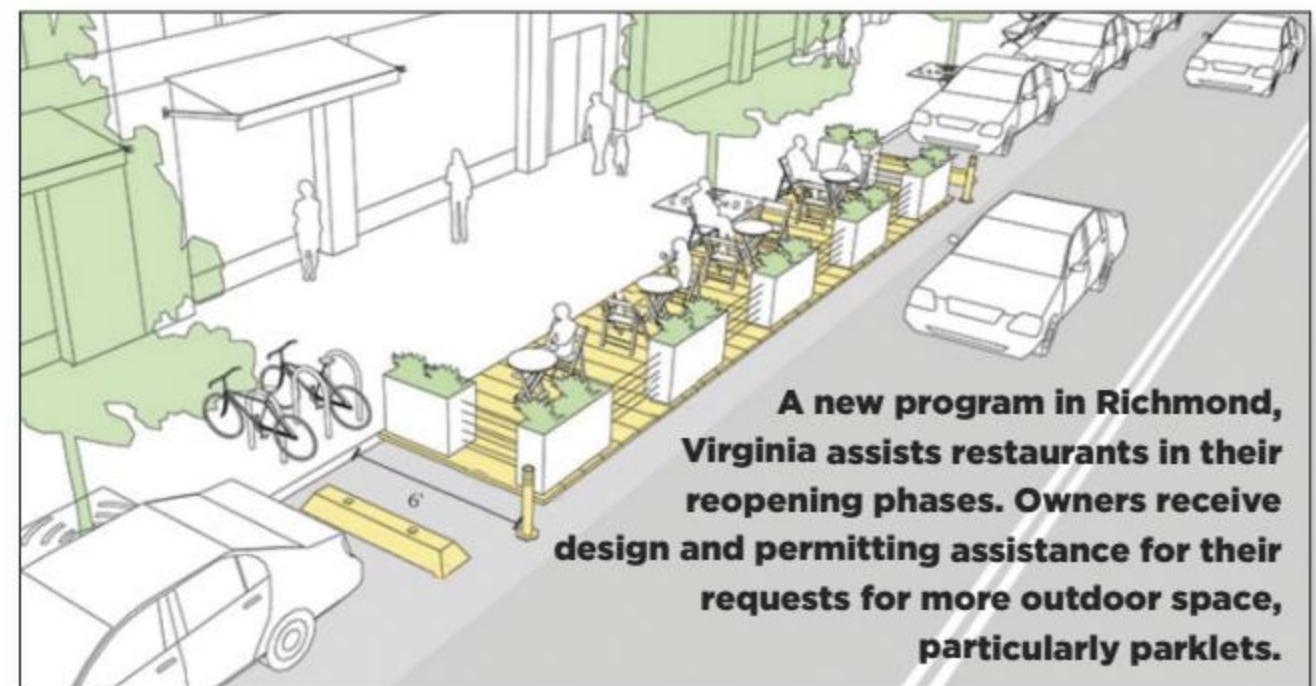 6'
A new program in Richmond,
Virginia assists restaurants in their
reopening phases. Owners receive
design and permitting assistance for their
requests for more outdoor space,
particularly parklets.